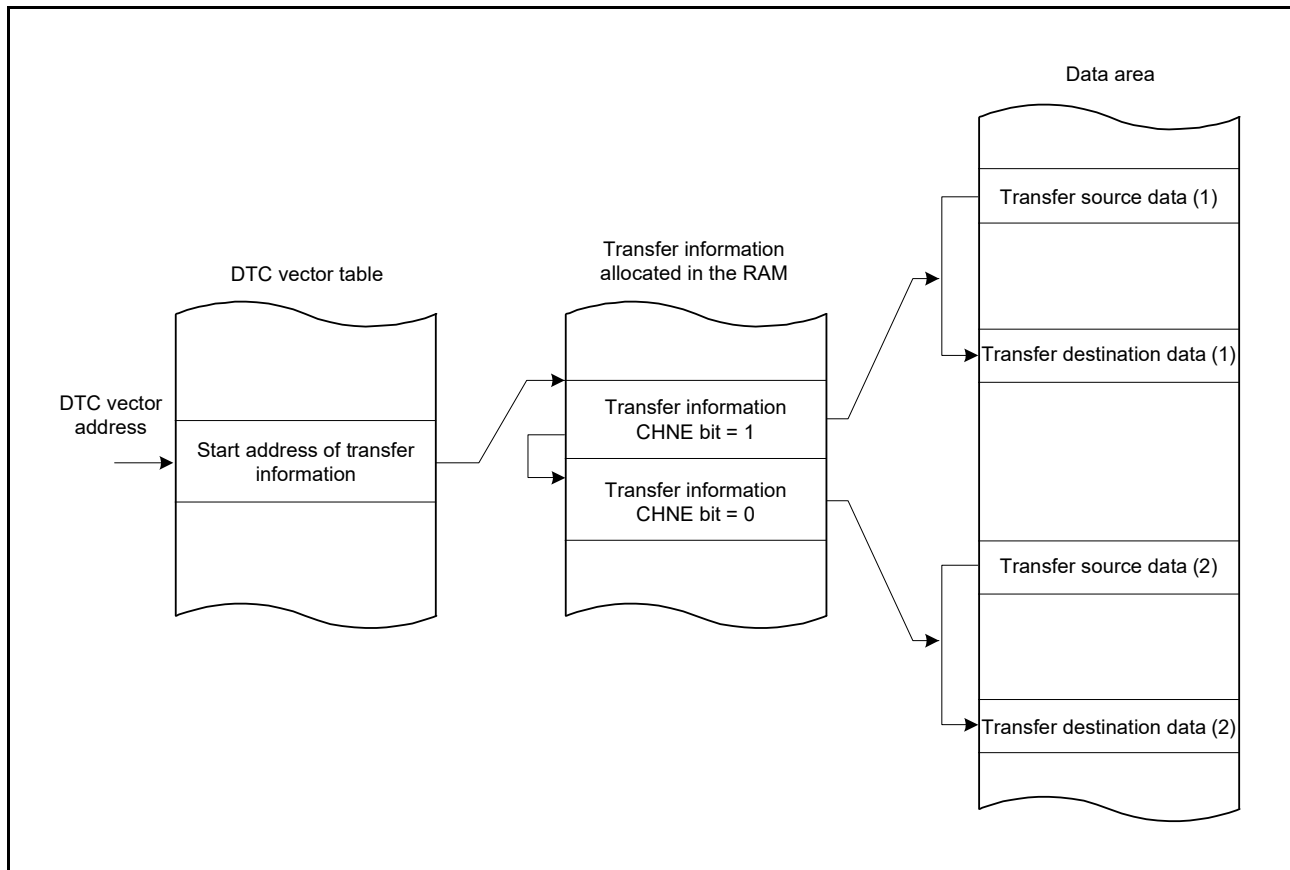 Data area
Transfer source data (1)
Transfer information
allocated in the RAM
DTC vector table
Transfer destination data (1)
DTC vector
address
Transfer information
CHNE bit = 1
Start address of transfer
information
Transfer information
CHNE bit = 0
Transfer source data (2)
Transfer destination data (2)